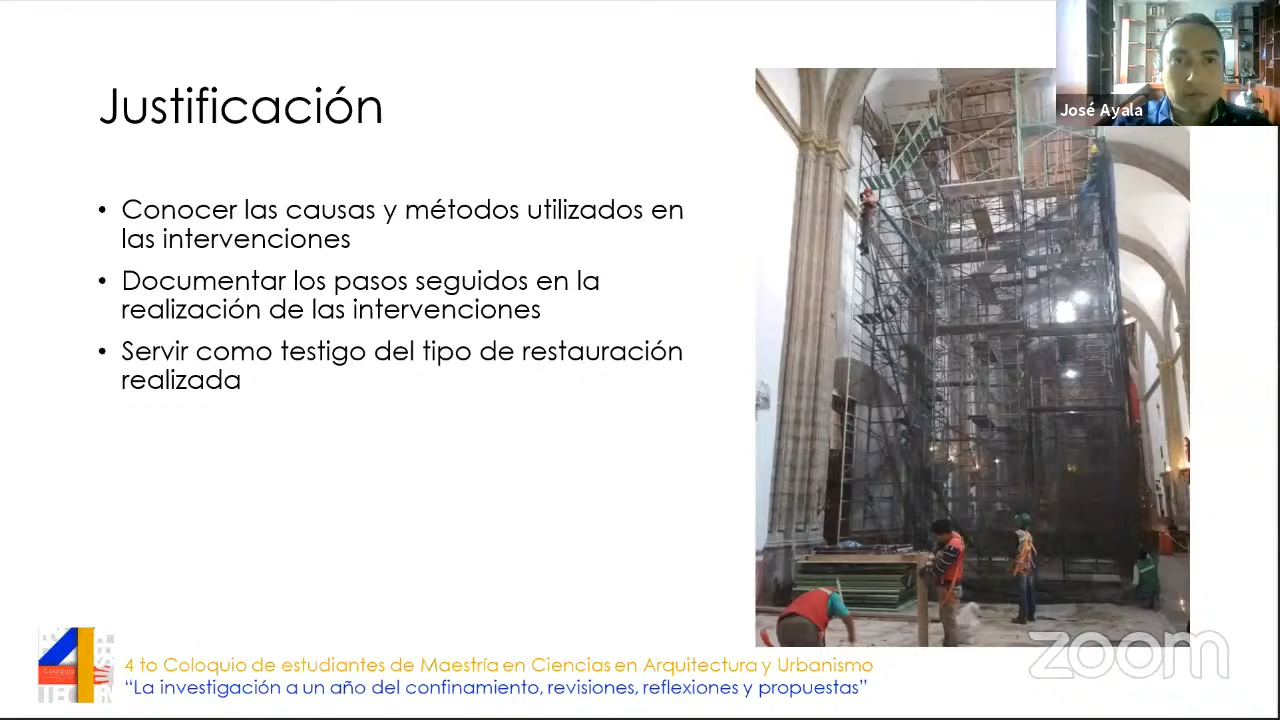 José Ayala
Justificación
• Conocer las causas y métodos utilizados en
las intervenciones
• Documentar los pasos seguidos en la
realización de las intervenciones
• Servir como testigo del tipo de restauración
realizada
4
Coloquio
4 to Coloquio de estudiantes de Maestría en Ciencias en Arquitectura y Urbanismo
“La investigación a un año del confinamiento, revisiones, reflexiones y propuestas”
zoom